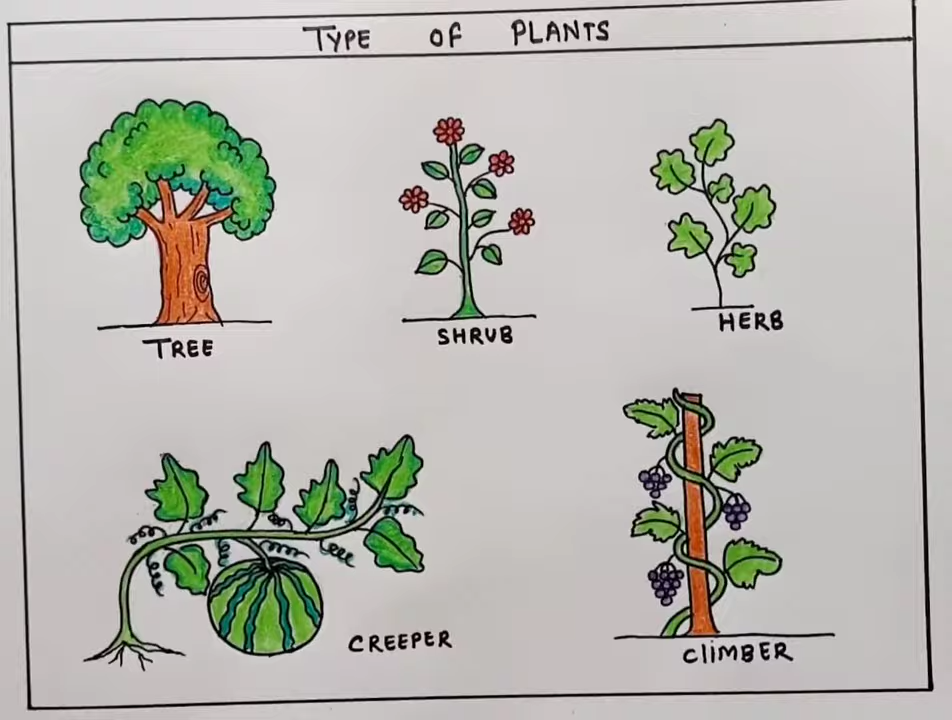 TYPE OF PLANTS
TREE
SHRUB
HERB
CREEPER
CliMBER